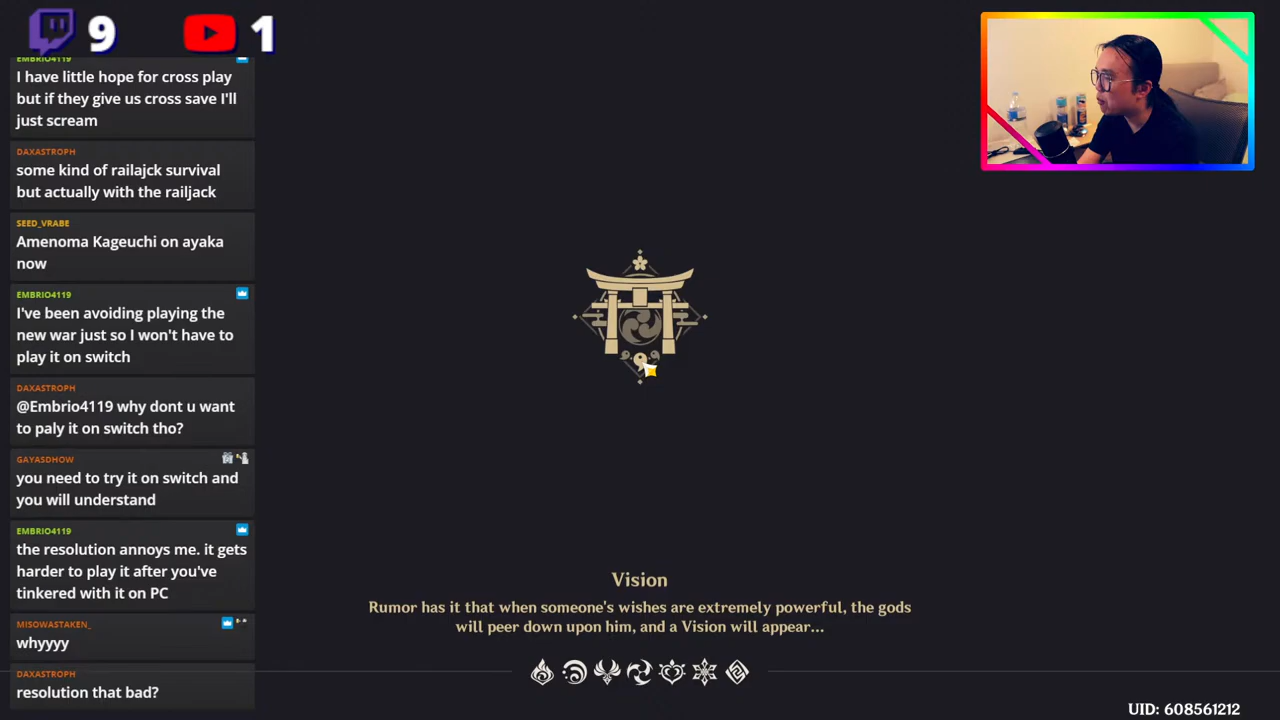 9
1
EMBRIO4119
I have little hope for cross play
but if they give us cross save I'll
just scream
DAXASTROPH
some kind of railajck survival
but actually with the railjack
SEED_VRABE
Amenoma Kageuchi on ayaka
now
EMBRIO4119
I've been avoiding playing the
new war just so I won't have to
play it on switch
DAXASTROPH
@Embrio4119 why dont u want
to paly it on switch tho?
GAYASDHOW
you need to try it on switch and
you will understand
EMBRIO4119
the resolution annoys me. it gets
harder to play it after you've
tinkered with it on PC
MISOWASTAKEN_
whyyyy
DAXASTROPH
resolution that bad?
Vision
Rumor has it that when someone's wishes are extremely powerful, the gods
will peer down upon him, and a Vision will appear...
UID: 608561212